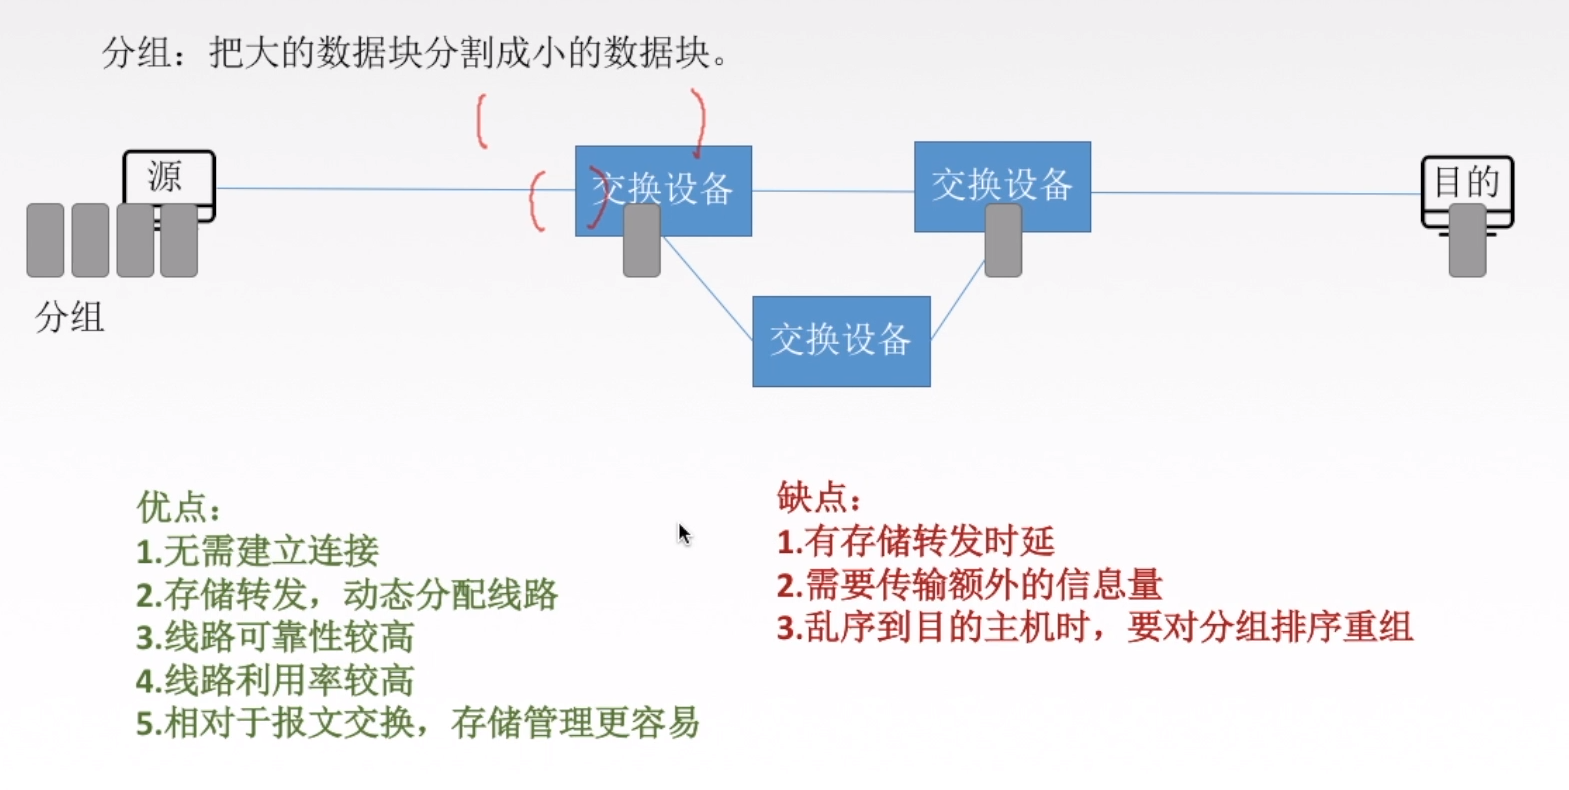 分组：把大的数据块分割成小的数据块。
源
交换设备
交换设备
目的
分组
交换设备
优点：
1.无需建立连接
2.存储转发，动态分配线路
3.线路可靠性较高
4.线路利用率较高
5.相对于报文交换，存储管理更容易
缺点：
1.有存储转发时延
2.需要传输额外的信息量
3.乱序到目的主机时，要对分组排序重组